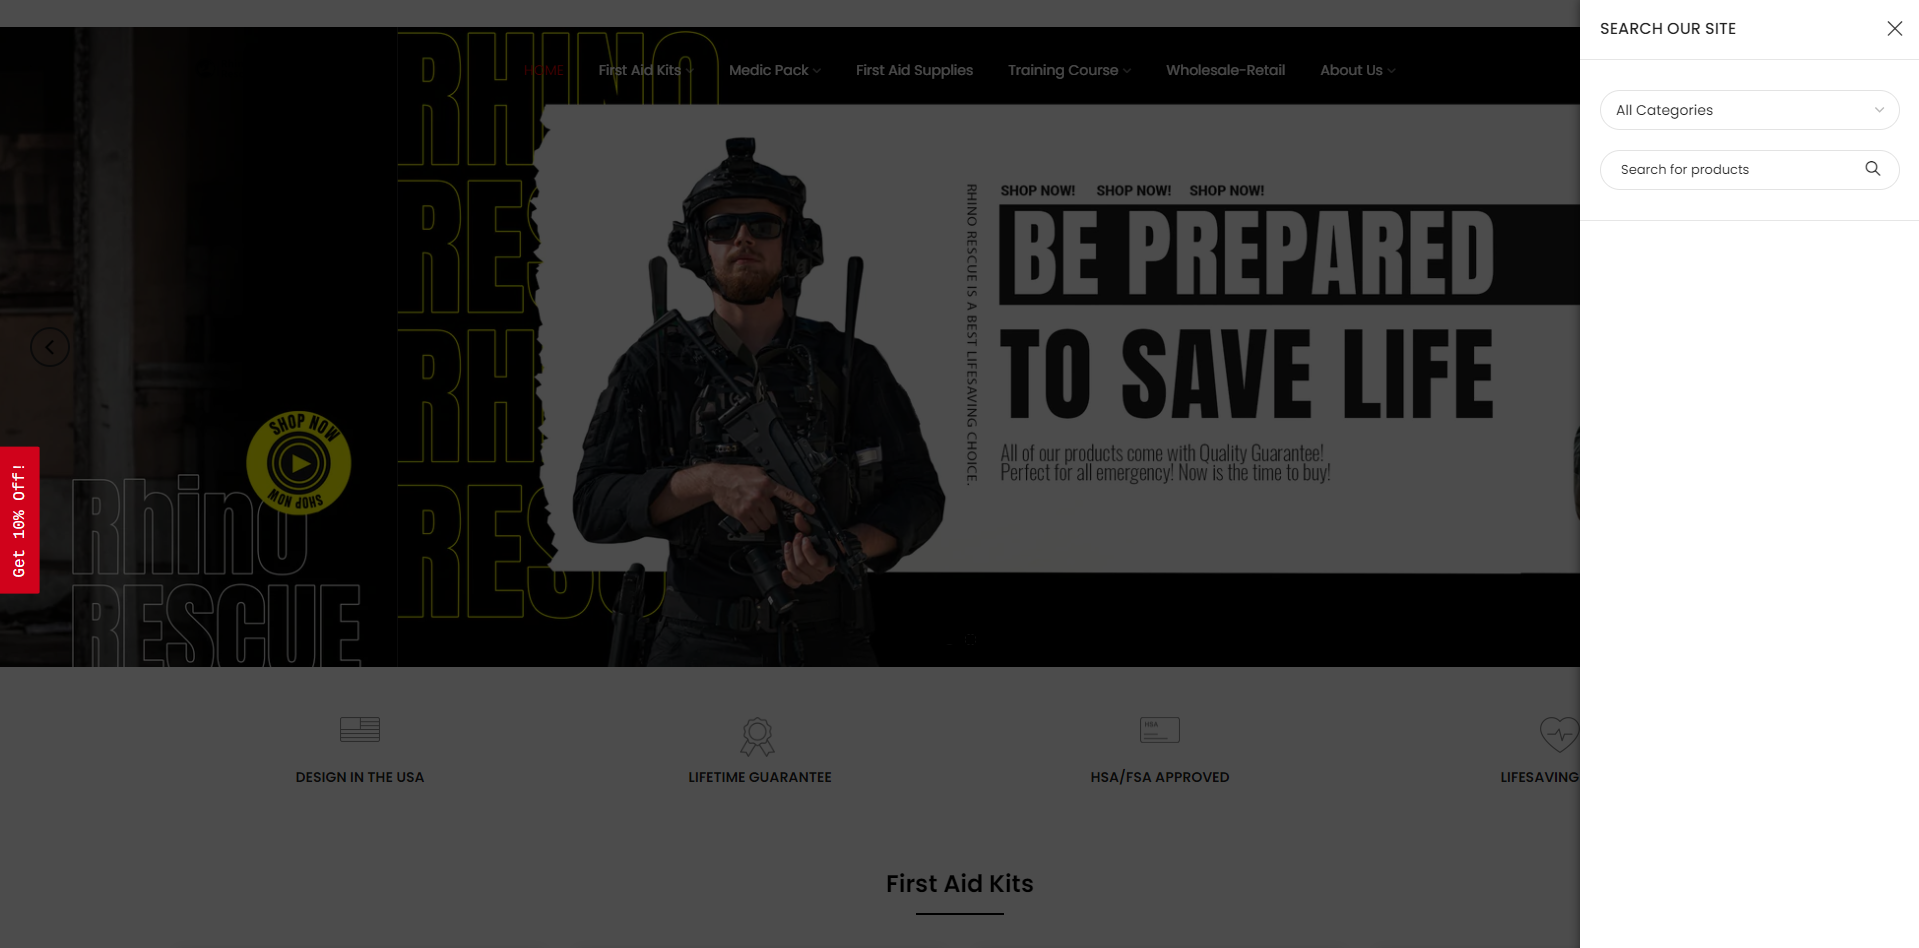 SEARCH OUR SITE
All Categories
Search for products
HOME
First Aid Kits
Medic Pack
First Aid Supplies
Training Course
Wholesale-Retail
About Us
RHINO
RES
RH
RESC
SHOP NOW
SHOP NOW
Rhino
RESCUE
Get 10% Off!
RHINO RESCUE IS A BEST LIFESAVING CHOICE.
SHOP NOW! SHOP NOW! SHOP NOW!
BE PREPARED
TO SAVE LIFE
All of our products come with Quality Guarantee!
Perfect for all emergency! Now is the time to buy!
HSA
DESIGN IN THE USA
LIFETIME GUARANTEE
HSA/FSA APPROVED
LIFESAVING
First Aid Kits